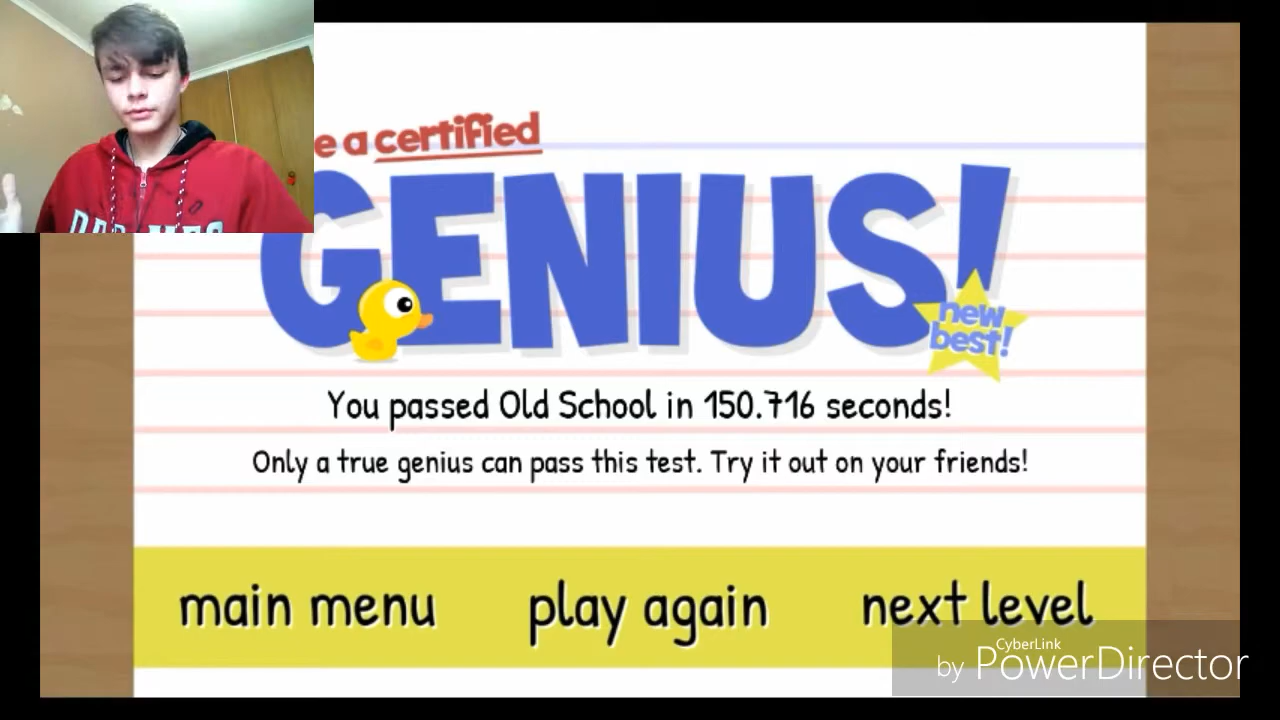 e a certified
GENIUS!
new
best!
You passed Old School in 150.716 seconds!
Only a true genius can pass this test. Try it out on your friends!
main menu
play again
next level
CyberLink
by PowerDirector